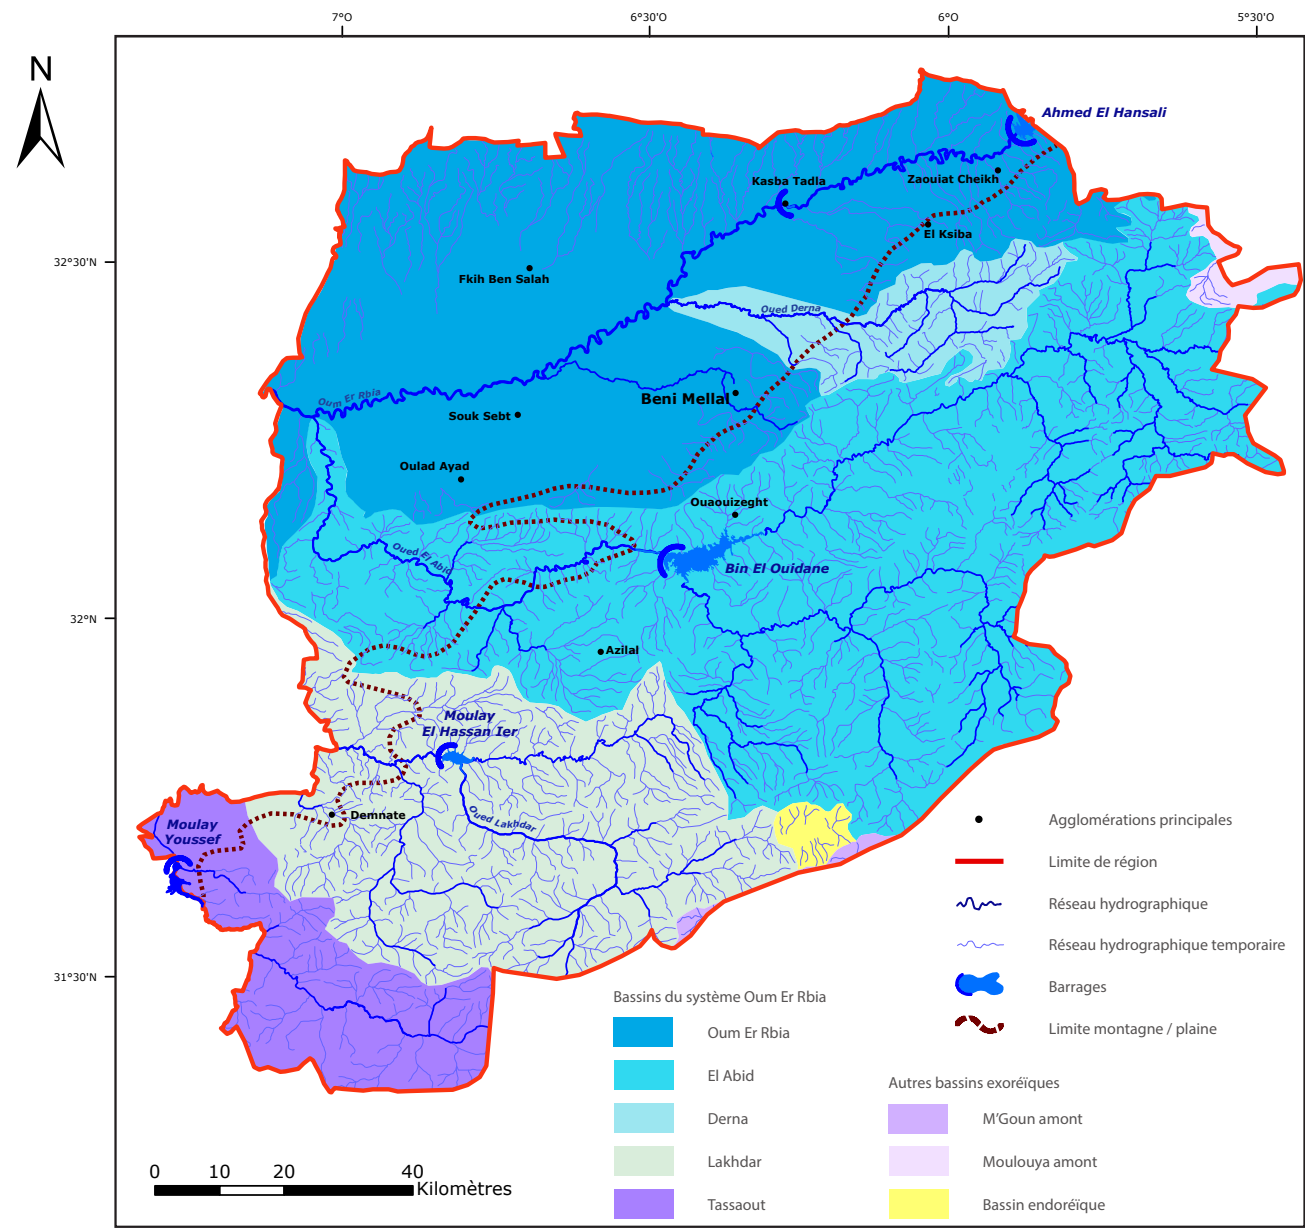 7°O
6°30'O
6°O
5°30'O
N
Ahmed El Hansali
Kasba Tadla
Zaouiat Cheikh
El Ksiba
32°30'N
Fkih Ben Salah
Oued Derna
Oum Er Rbia
Beni Mellal
Souk Sebt
Oulad Ayad
Ouaouizeght
Oued El Abid
Bin El Ouidane
32°N
Azilal
Moulay
El Hassan Ier
Oued Lakhdar
Demnate
Moulay
Youssef
31°30'N
Agglomérations principales
Limite de région
Réseau hydrographique
Réseau hydrographique temporaire
Barrages
Limite montagne / plaine
Bassins du système Oum Er Rbia
Oum Er Rbia
El Abid
Derna
Lakhdar
Tassaout
Autres bassins exoréïques
M'Goun amont
Moulouya amont
Bassin endoréïque
0 10 20 40
Kilomètres